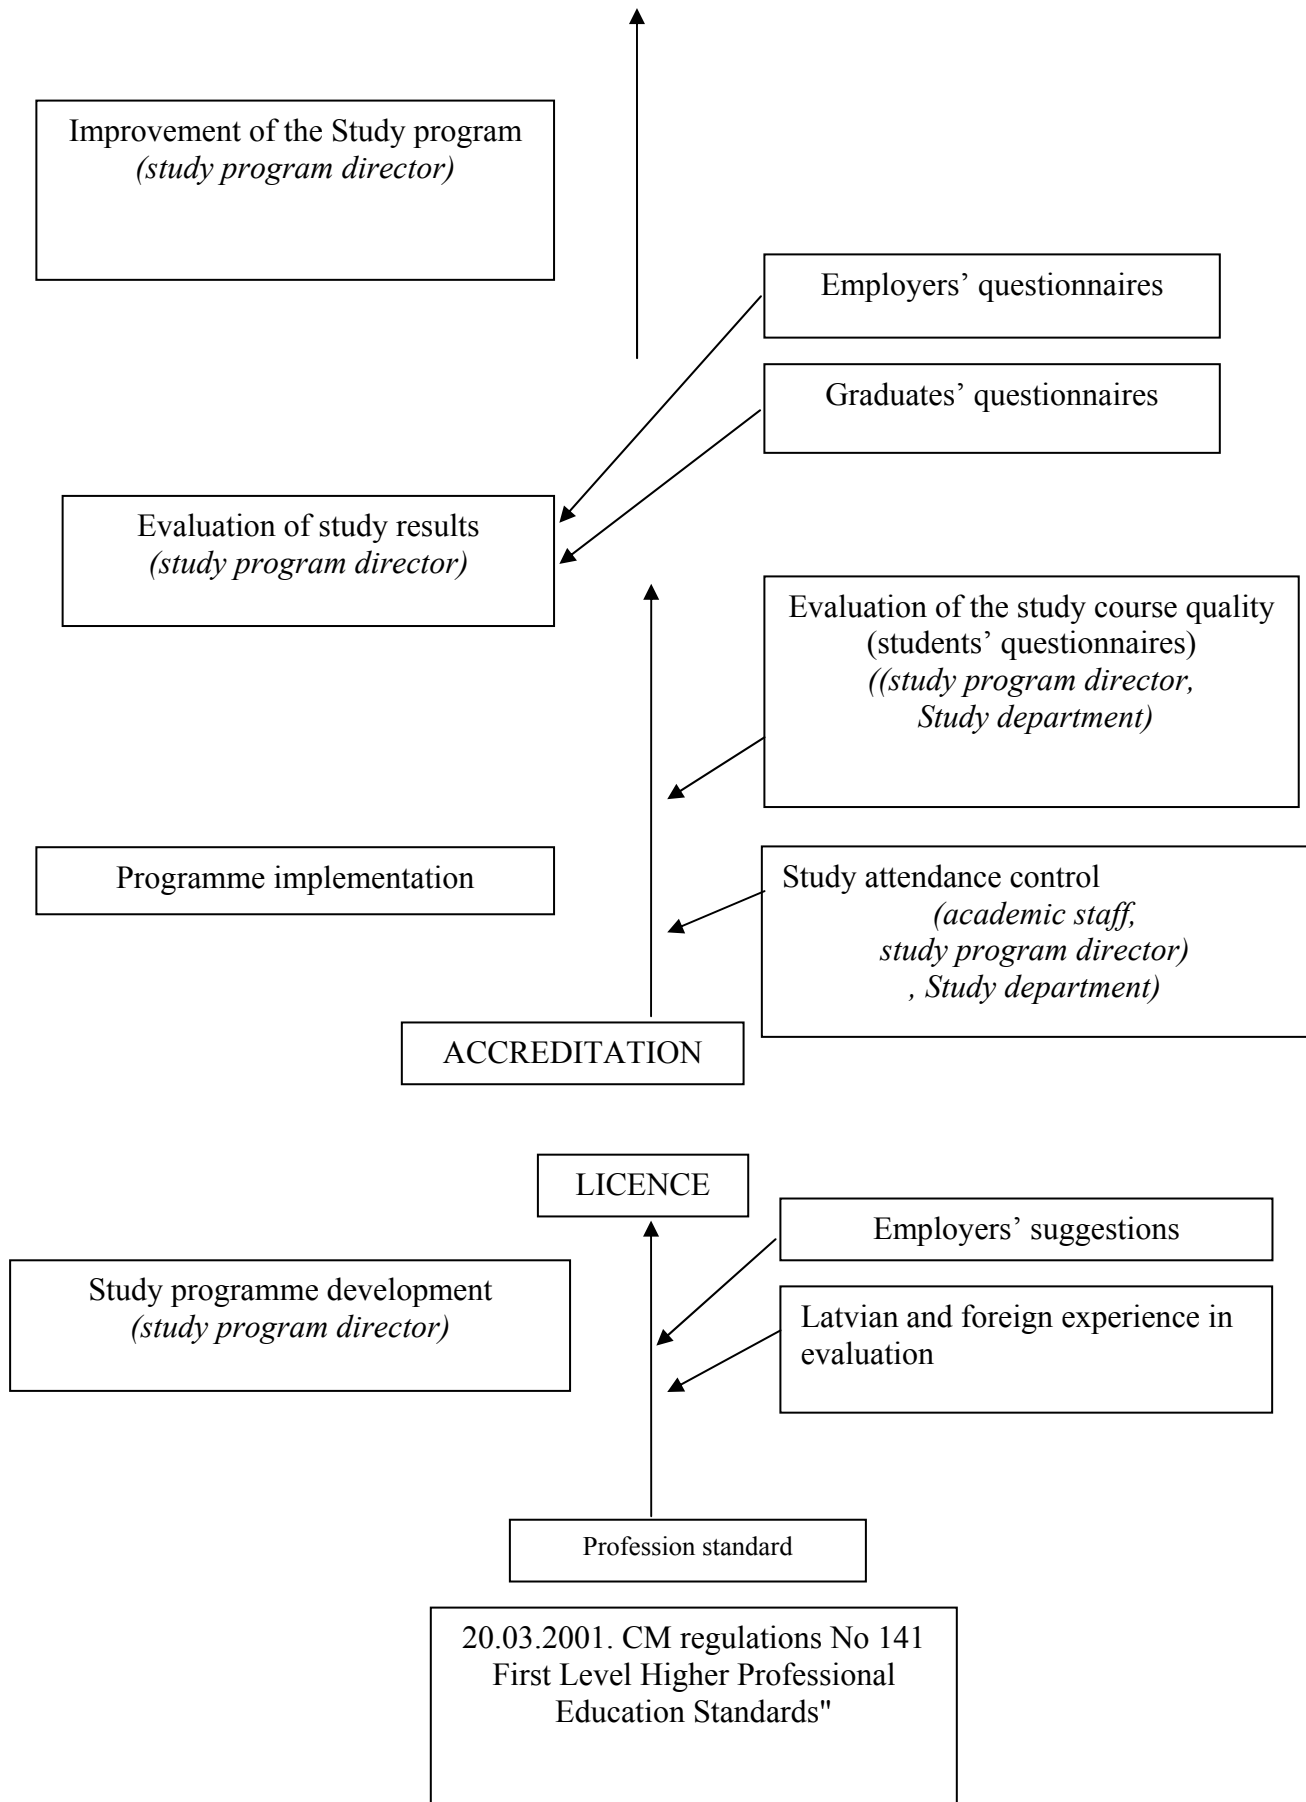 Improvement of the Study program
(study program director)
Employers’ questionnaires
Graduates’ questionnaires
Evaluation of study results
(study program director)
Evaluation of the study course quality
(students’ questionnaires)
((study program director,
Study department)
Programme implementation
Study attendance control
(academic staff,
study program director)
, Study department)
ACCREDITATION
LICENCE
Employers’ suggestions
Study programme development
(study program director)
Latvian and foreign experience in
evaluation
Profession standard
20.03.2001. CM regulations No 141
First Level Higher Professional
Education Standards"